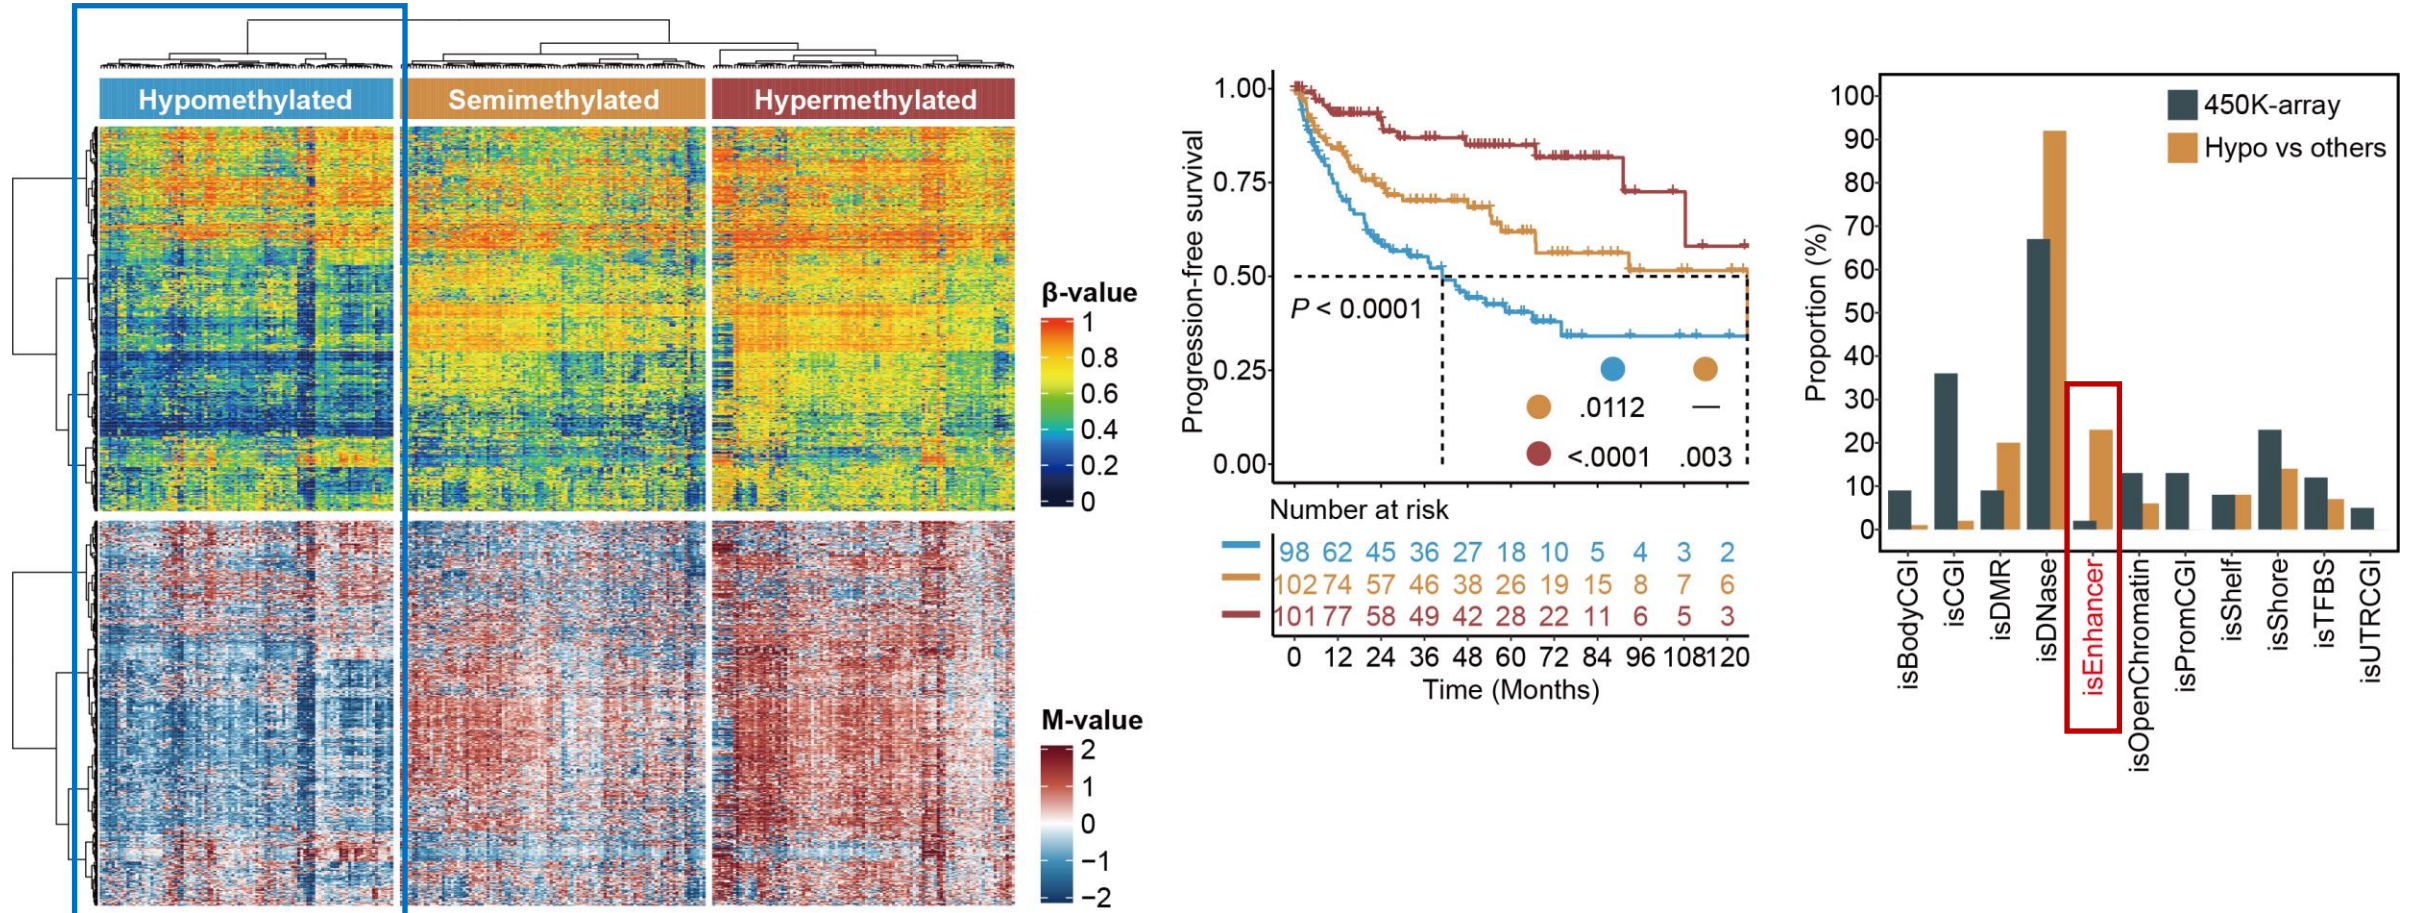 Hypomethylated
Semimethylated
Hypermethylated
β-value
1
0.8
0.6
0.4
0.2
0
M-value
2
1
0
−1
−2
Progression-free survival
1.00
0.75
0.50
0.25
0.00
P < 0.0001
.0112 —
<.0001 .003
Number at risk
98 62 45 36 27 18 10 5 4 3 2
102 74 57 46 38 26 19 15 8 7 6
101 77 58 49 42 28 22 11 6 5 3
0 12 24 36 48 60 72 84 96 108 120
Time (Months)
Proportion (%)
100
90
80
70
60
50
40
30
20
10
0
450K-array
Hypo vs others
isBodyCGI
isCGI
isDMR
isDNase
isEnhancer
isOpenChromatin
isPromCGI
isShelf
isShore
isTFBS
isUTRCGI